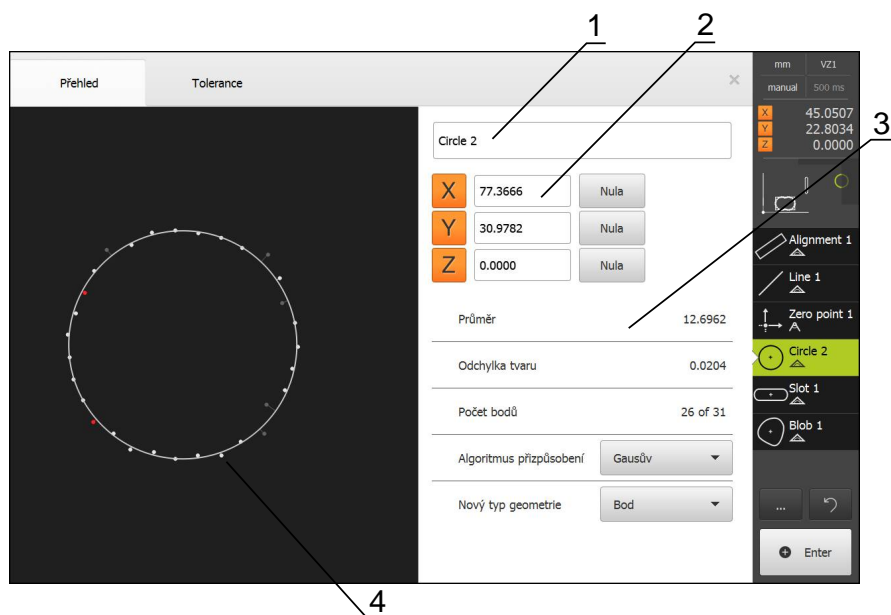 1
2
3
4
Přehled
Tolerance
×
Circle 2
X
77.3666
Nula
Y
30.9782
Nula
Z
0.0000
Nula
Průměr
12.6962
Odchylka tvaru
0.0204
Počet bodů
26 of 31
Algoritmus přizpůsobení
Gausův
Nový typ geometrie
Bod
mm
VZ1
manual
500 ms
X 45.0507
Y 22.8034
Z 0.0000
Alignment 1
Line 1
Zero point 1
Circle 2
Slot 1
Blob 1
...
Enter